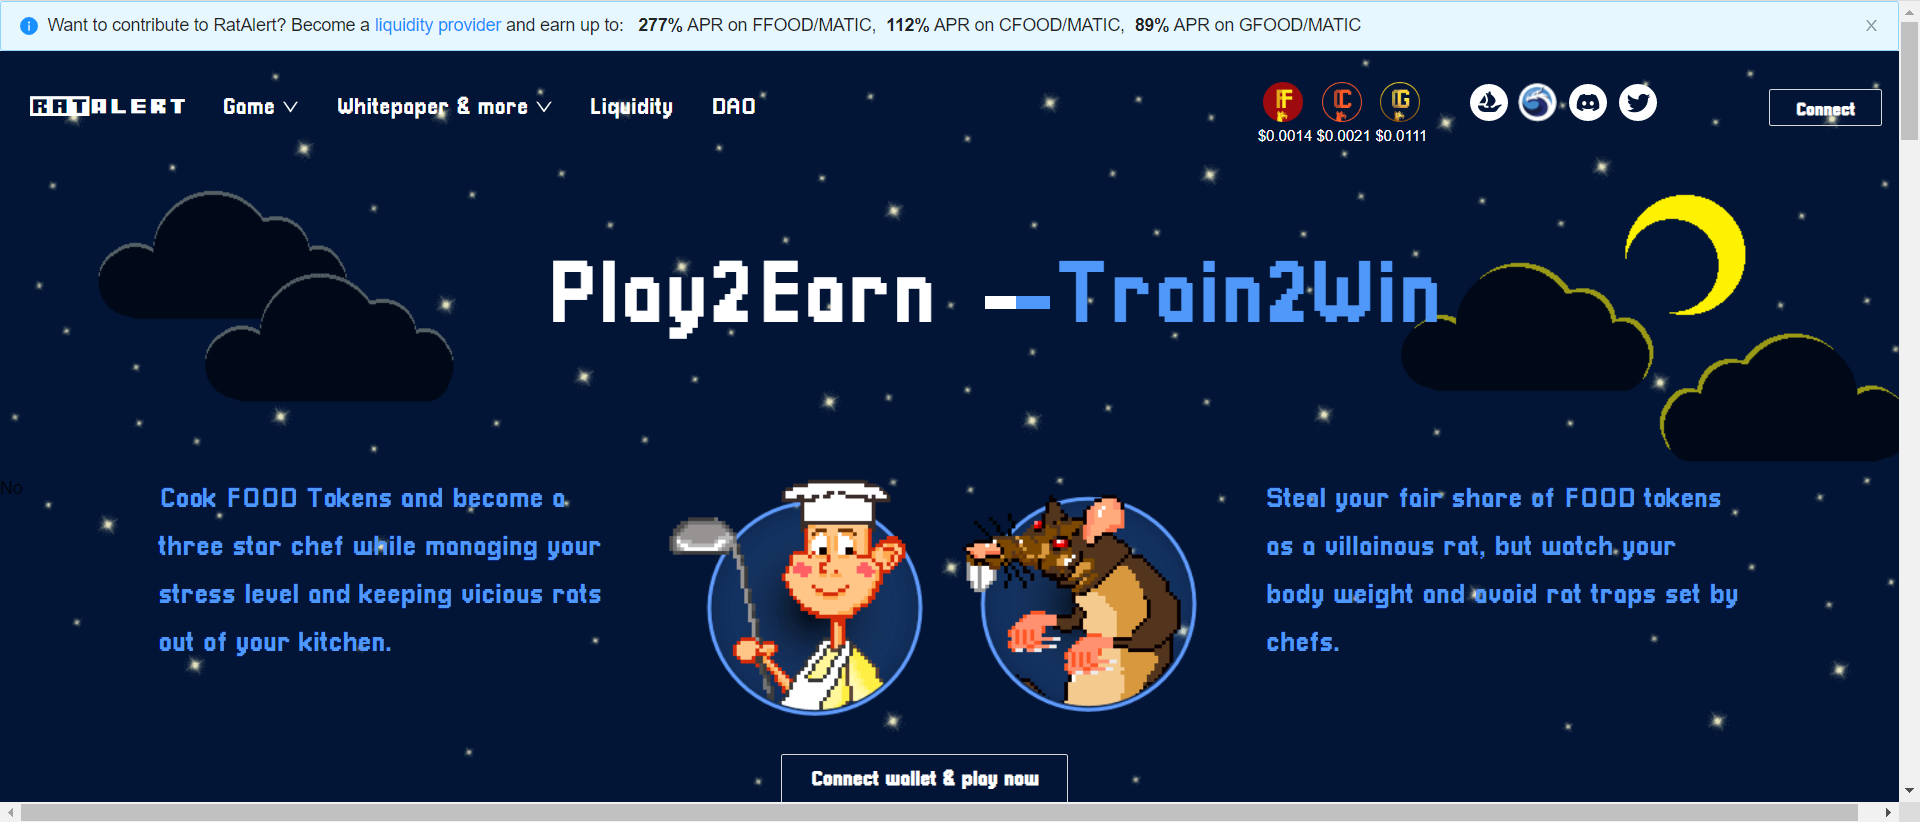 Want to contribute to RatAlert? Become a liquidity provider and earn up to: 277% APR on FFOOD/MATIC, 112% APR on CFOOD/MATIC, 89% APR on GFOOD/MATIC
RATALERT Game Whitepaper & more Liquidity DAO F C G Connect
$0.0014 $0.0021 $0.0111
Play2Earn – Train2Win
No
Cook FOOD Tokens and become a
three star chef while managing your
stress level and keeping vicious rats
out of your kitchen.
Steal your fair share of FOOD tokens
as a villainous rat, but watch your
body weight and avoid rat traps set by
chefs.
Connect wallet & play now